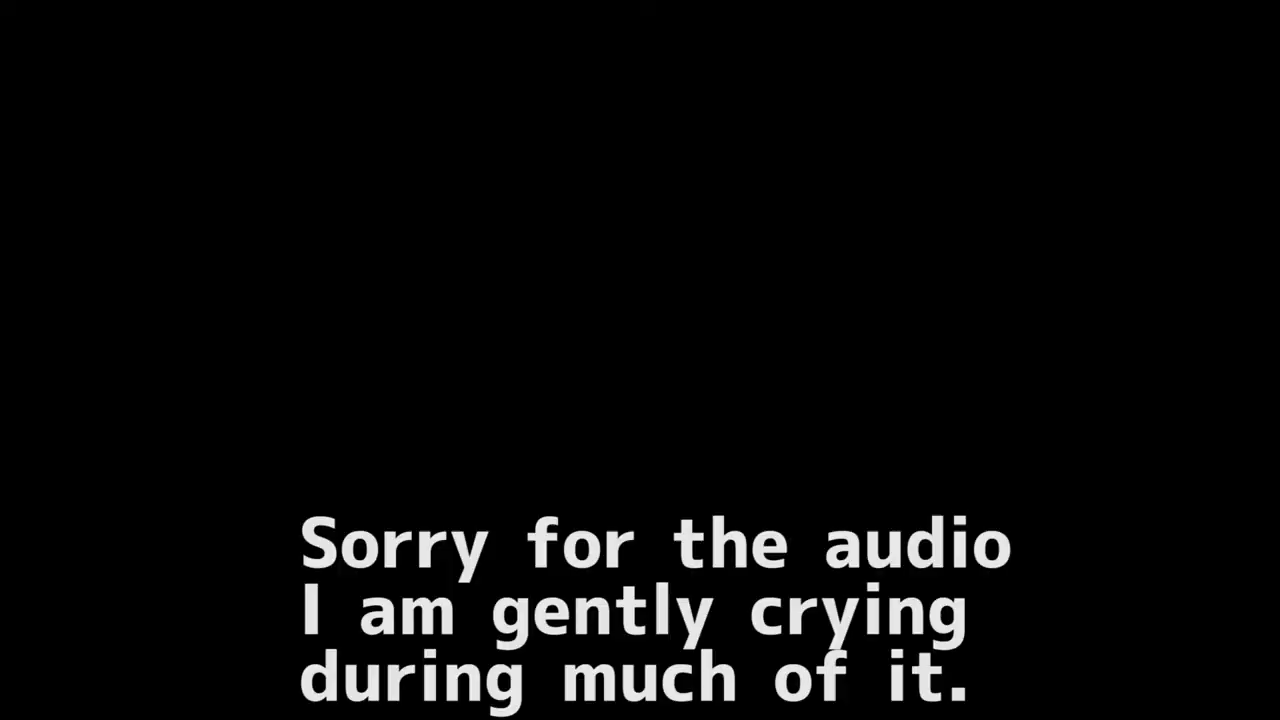 Sorry for the audio
I am gently crying
during much of it.